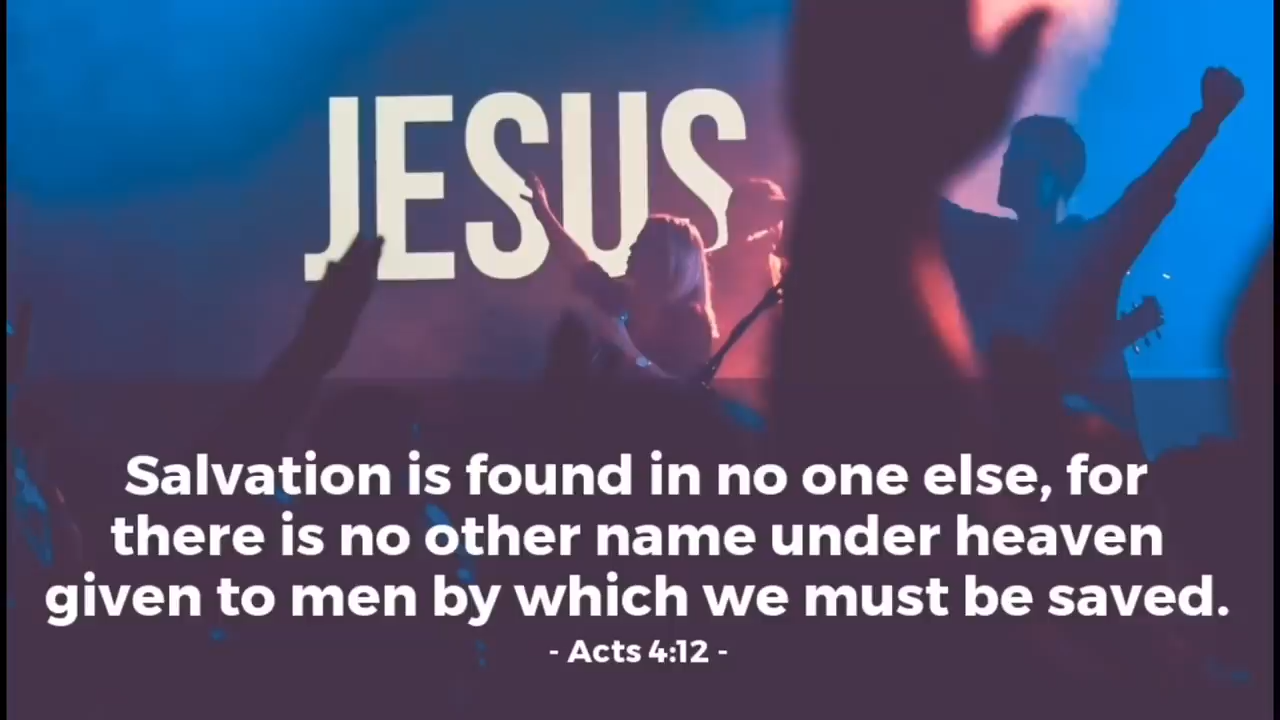 JESUS
Salvation is found in no one else, for
there is no other name under heaven
given to men by which we must be saved.
- Acts 4:12 -